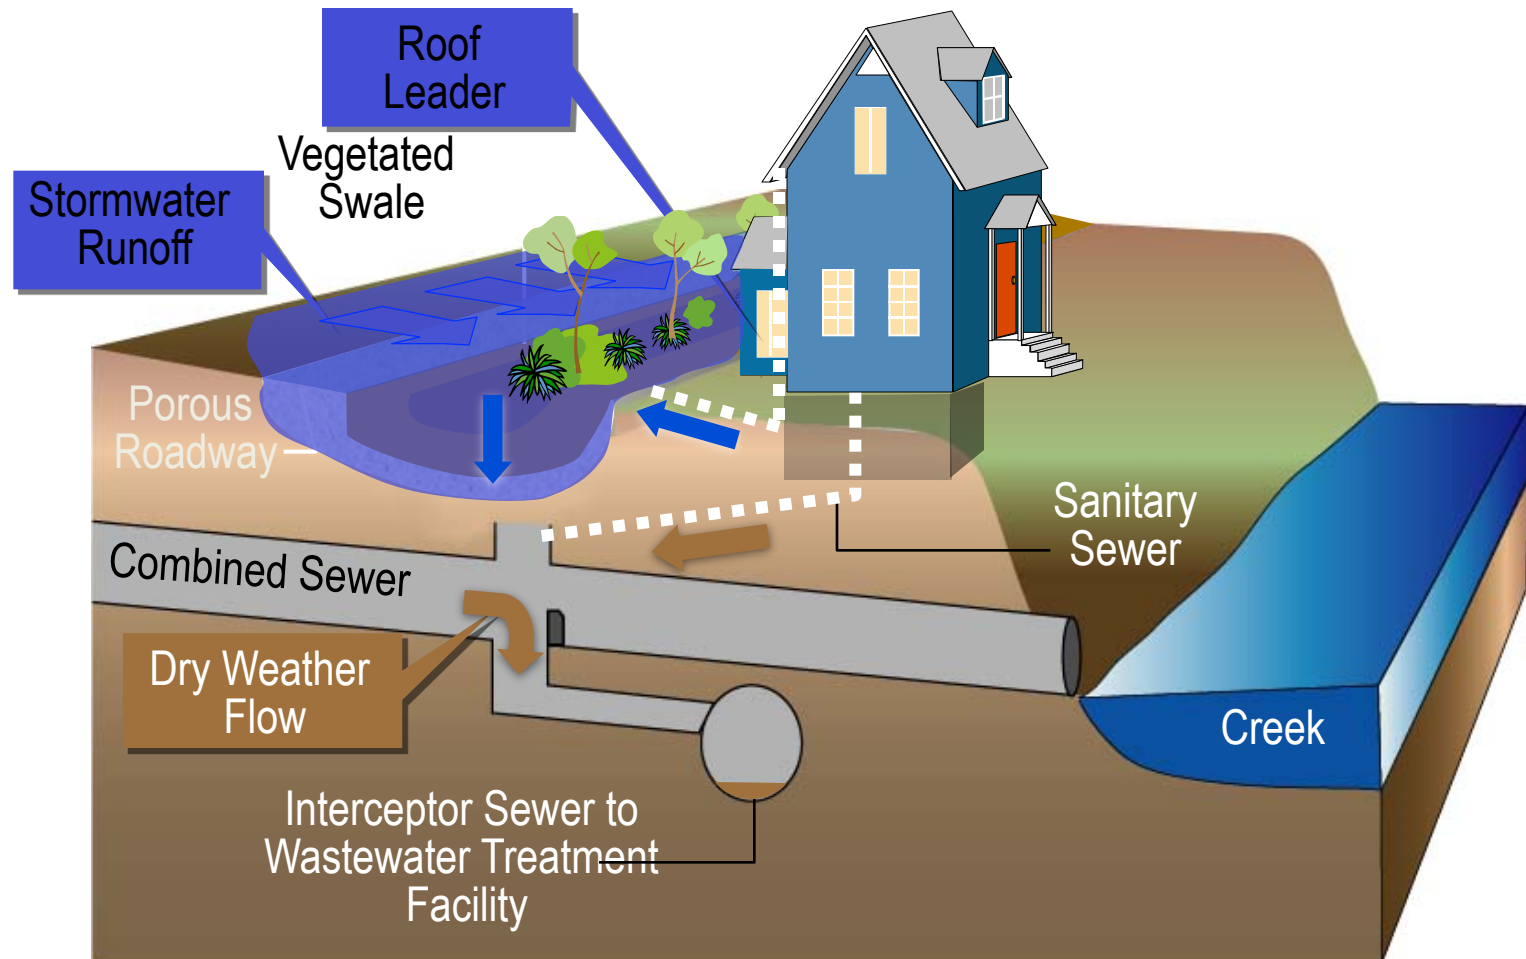 Roof
Leader
Vegetated
Swale
Stormwater
Runoff
Porous
Roadway
Sanitary
Sewer
Combined Sewer
Dry Weather
Flow
Creek
Interceptor Sewer to
Wastewater Treatment
Facility